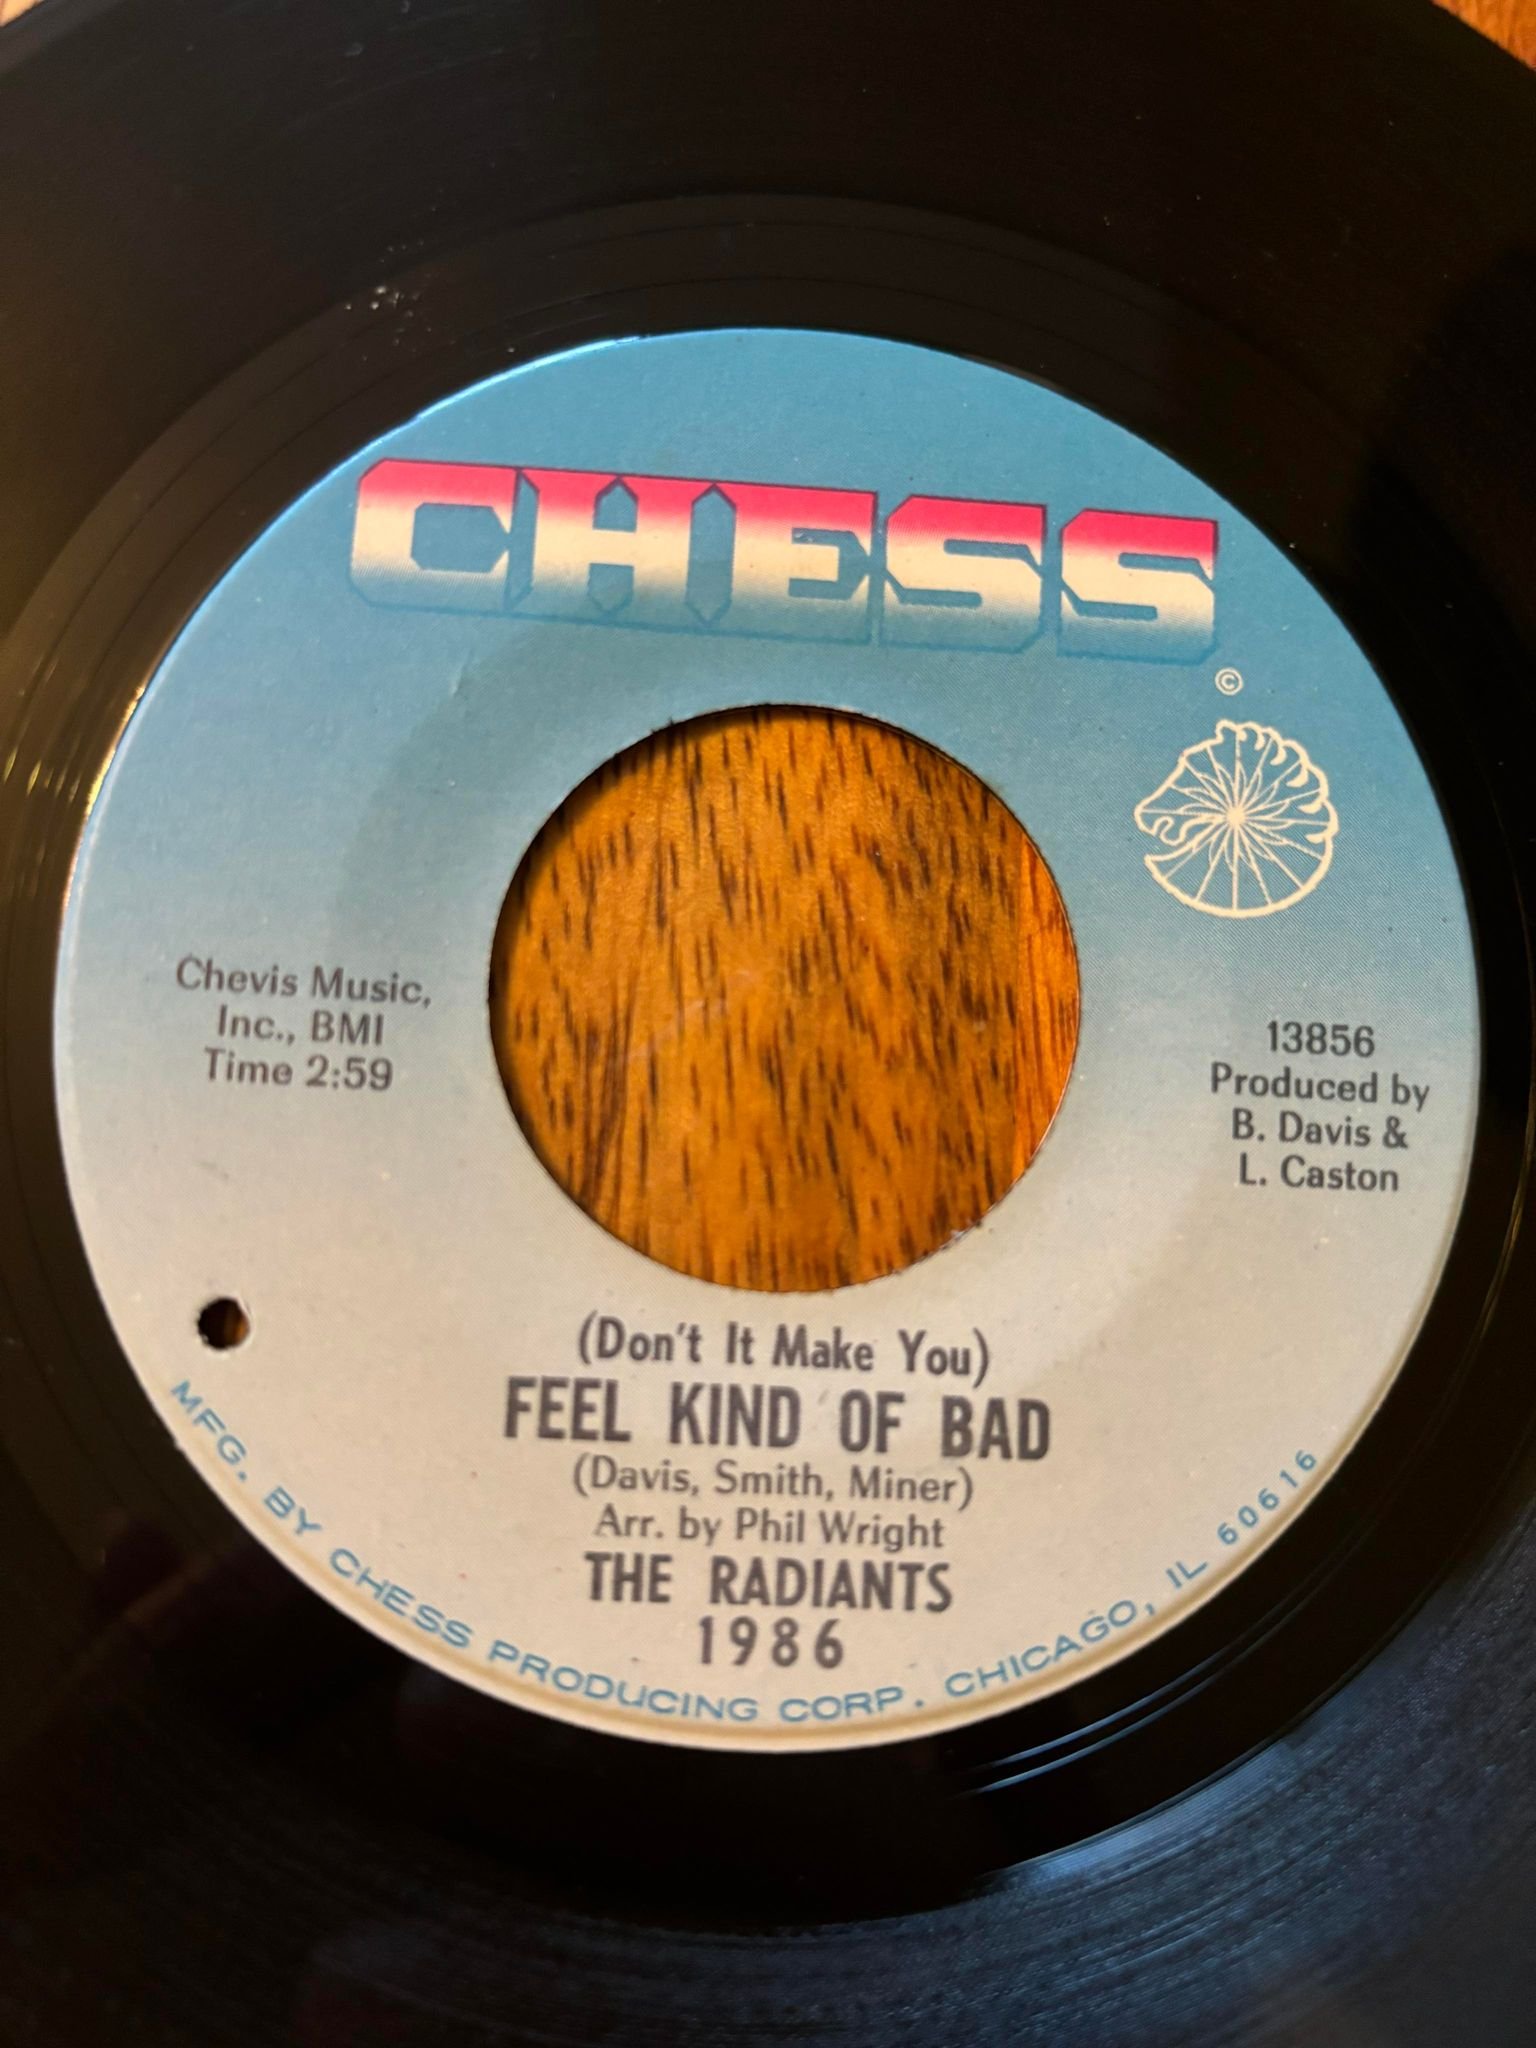 CHESS
©
Chevis Music,
Inc., BMI
Time 2:59
13856
Produced by
B. Davis &
L. Caston
(Don't It Make You)
FEEL KIND OF BAD
(Davis, Smith, Miner)
Arr. by Phil Wright
THE RADIANTS
1986
MFG. BY CHESS PRODUCING CORP. CHICAGO, IL 60616